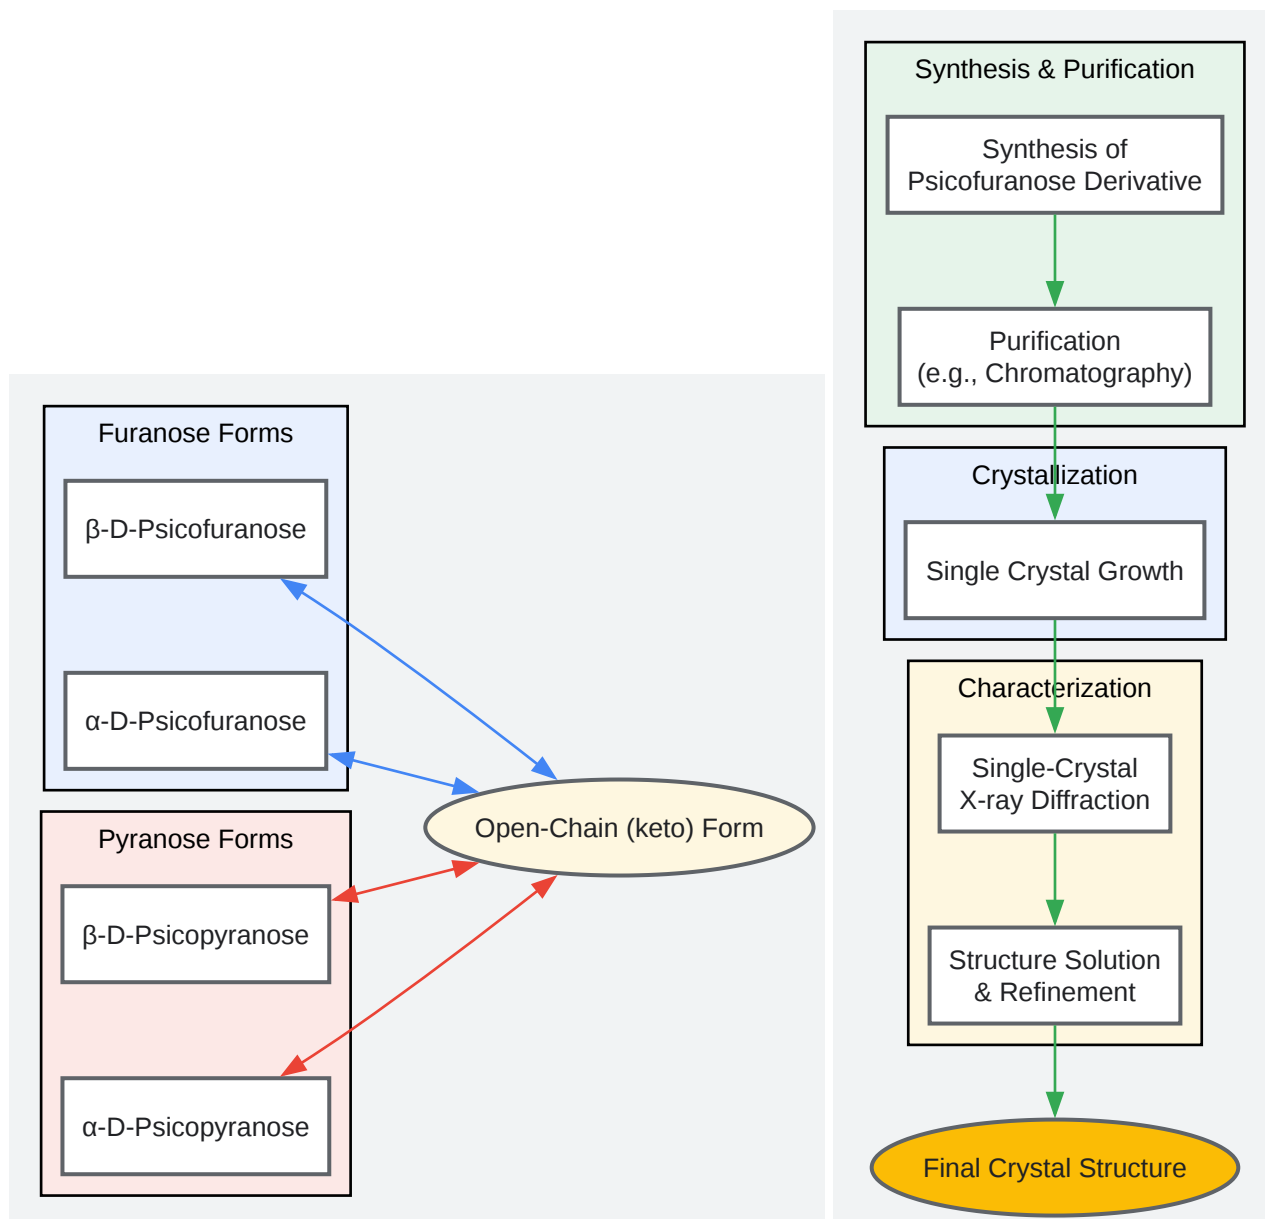 Furanose Forms
β-D-Psicofuranose
α-D-Psicofuranose
Pyranose Forms
β-D-Psicopyranose
α-D-Psicopyranose
Open-Chain (keto) Form
Synthesis & Purification
Synthesis of
Psicofuranose Derivative
Purification
(e.g., Chromatography)
Crystallization
Single Crystal Growth
Characterization
Single-Crystal
X-ray Diffraction
Structure Solution
& Refinement
Final Crystal Structure